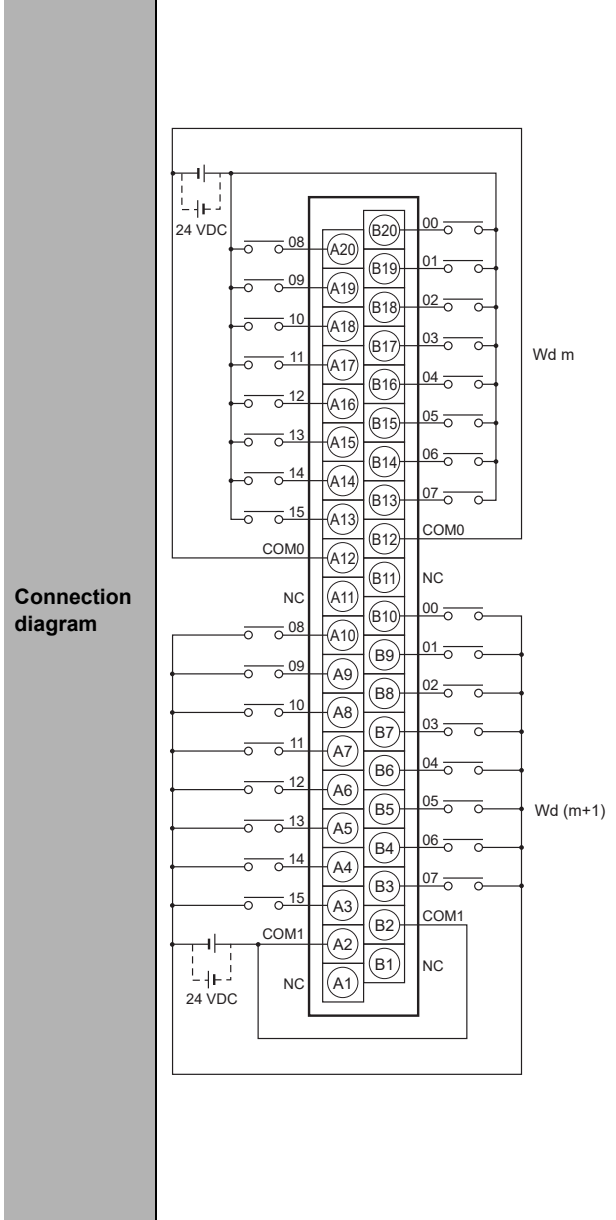 Connection
diagram
24 VDC
08 A20 B20 00
09 A19 B19 01
10 A18 B18 02
11 A17 B17 03
Wd m
12 A16 B16 04
13 A15 B15 05
14 A14 B14 06
15 A13 B13 07
COM0 A12 B12 COM0
NC A11 B11 NC
08 A10 B10 00
09 A9 B9 01
10 A8 B8 02
11 A7 B7 03
12 A6 B6 04
13 A5 B5 05
Wd (m+1)
14 A4 B4 06
15 A3 B3 07
COM1 A2 B2 COM1
NC A1 B1 NC
24 VDC